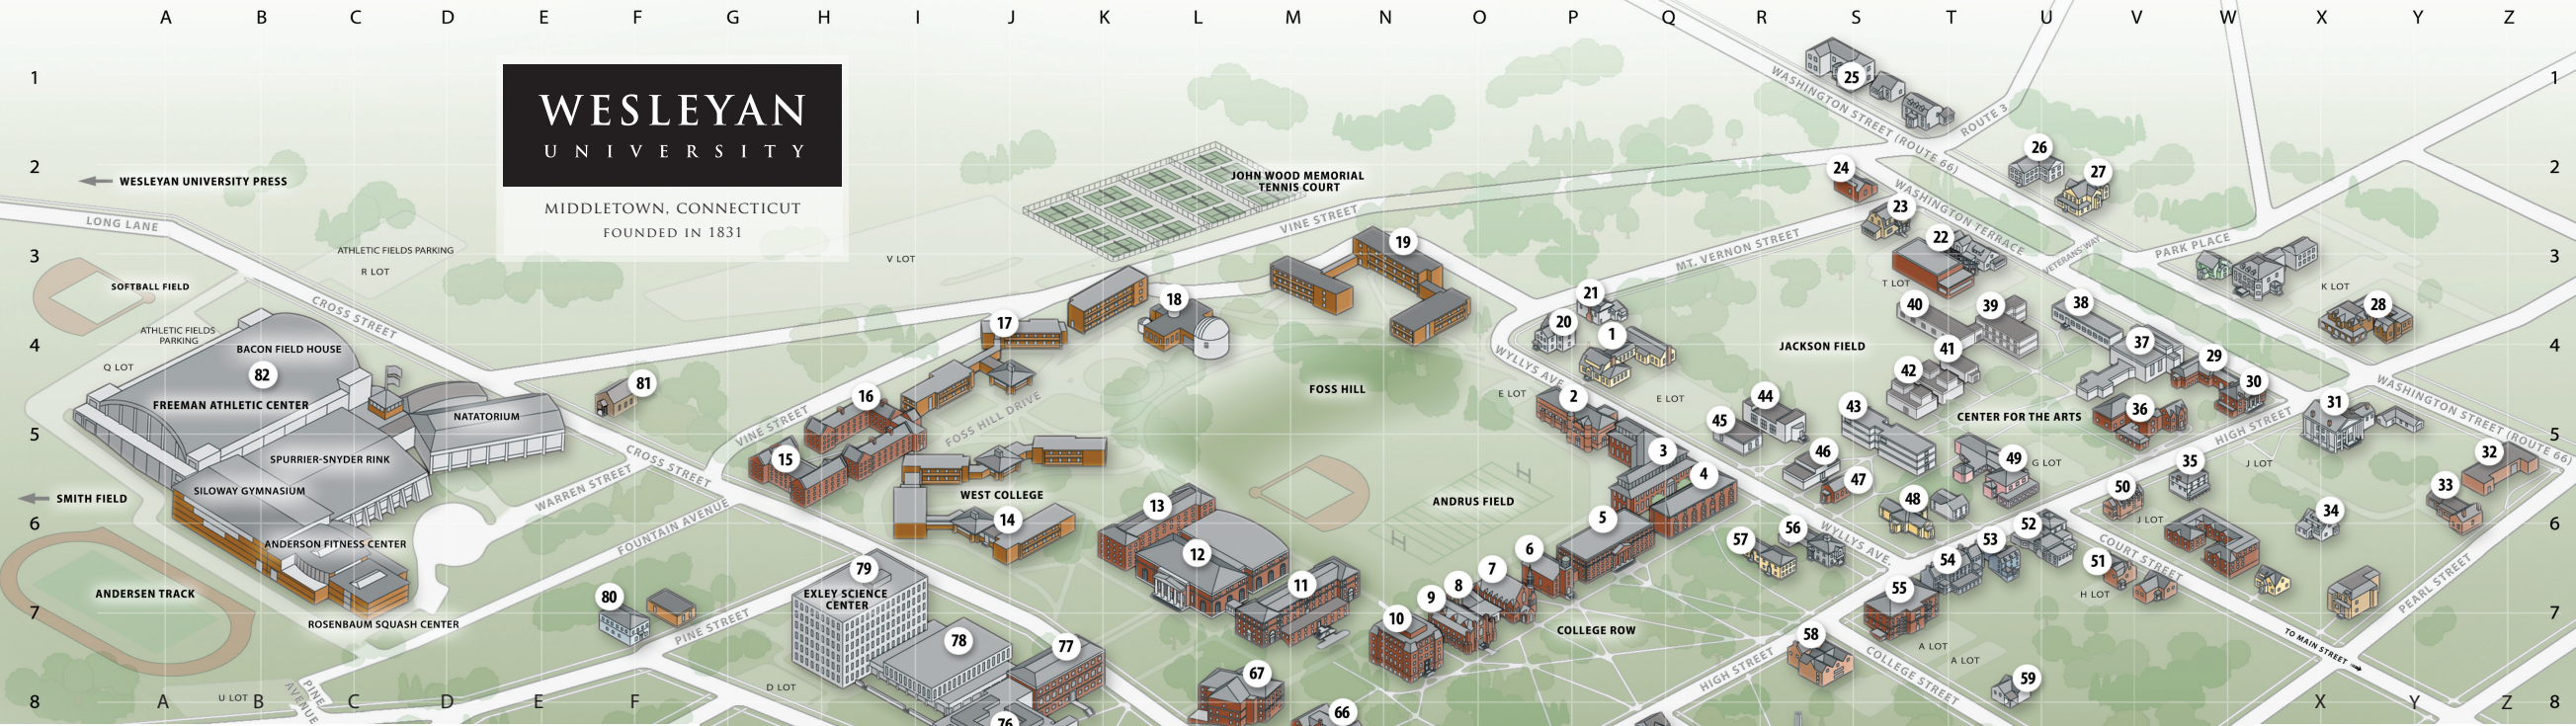 A B C D E F G H I J K L M N O P Q R S T U V W X Y Z
1 1
25
WASHINGTON STREET (ROUTE 66)
ROUTE 3
WESLEYAN
UNIVERSITY
MIDDLETOWN, CONNECTICUT
FOUNDED IN 1831
2 2
WESLEYAN UNIVERSITY PRESS
JOHN WOOD MEMORIAL
TENNIS COURT
VINE STREET
24
26
27
23
WASHINGTON TERRACE
LONG LANE
ATHLETIC FIELDS PARKING
R LOT
V LOT
19
MT. VERNON STREET
22
VETERANS WAY
PARK PLACE
3 3
SOFTBALL FIELD
CROSS STREET
18
21
T LOT
K LOT
40
39
38
28
17
20
1
ATHLETIC FIELDS
PARKING
BACON FIELD HOUSE
4 4
JACKSON FIELD
41
37
29
Q LOT
82
81
FOSS HILL
WYLLYS AVE.
42
30
WASHINGTON STREET (ROUTE 66)
FREEMAN ATHLETIC CENTER
NATATORIUM
16
FOSS HILL DRIVE
E LOT
2
E LOT
44
43
CENTER FOR THE ARTS
36
31
VINE STREET
45
HIGH STREET
5 5
SPURRIER-SNYDER RINK
CROSS STREET
15
3
46
49
G LOT
35
J LOT
32
SILOWAY GYMNASIUM
WARREN STREET
WEST COLLEGE
ANDRUS FIELD
4
47
50
33
SMITH FIELD
13
14
5
48
J LOT
34
6 6
FOUNTAIN AVENUE
56
WYLLYS AVE.
52
57
53
COURT STREET
ANDERSON FITNESS CENTER
12
6
54
51
79
EXLEY SCIENCE
CENTER
7
8
11
9
55
H LOT
PEARL STREET
ANDERSEN TRACK
80
10
7 7
ROSENBAUM SQUASH CENTER
PINE STREET
78
77
COLLEGE ROW
58
A LOT
A LOT
TO MAIN STREET
HIGH STREET
COLLEGE STREET
67
59
D LOT
U LOT
PINE
AVENUE
8 A B C D E F X Y Z 8
66
76